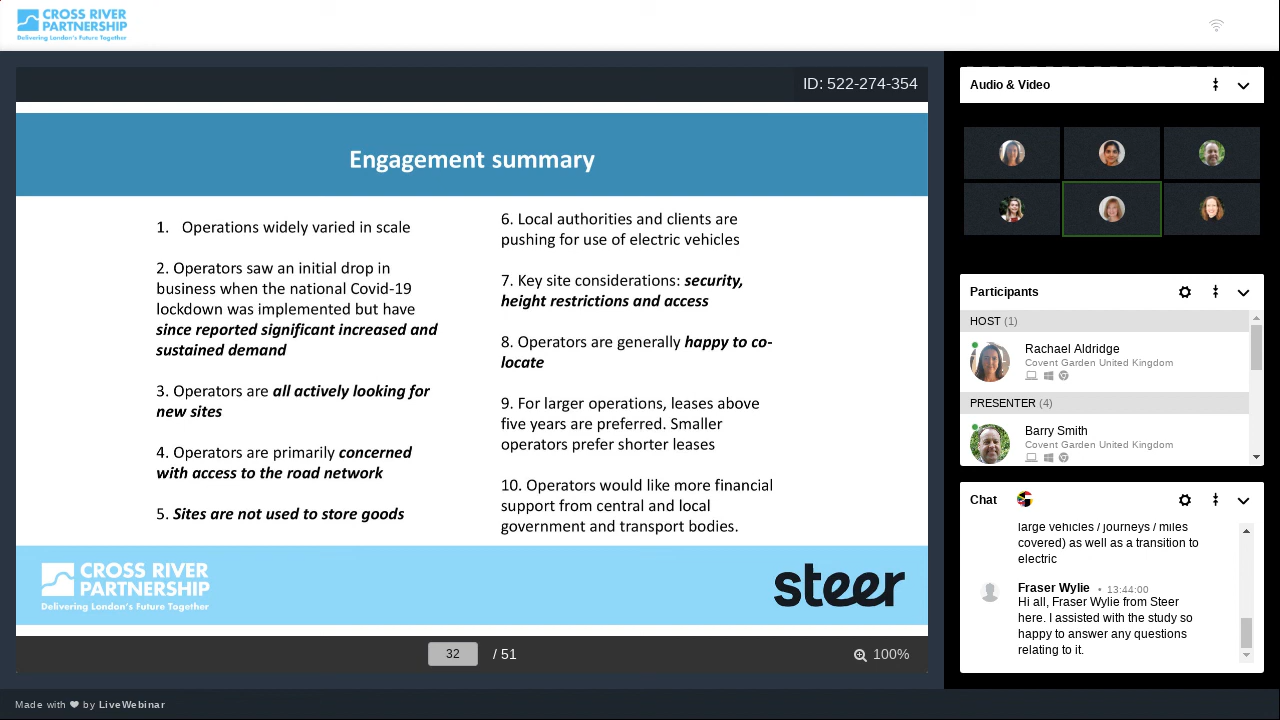 CROSS RIVER
PARTNERSHIP
Delivering London's Future Together
ID: 522-274-354
Engagement summary
1. Operations widely varied in scale
2. Operators saw an initial drop in
business when the national Covid-19
lockdown was implemented but have
since reported significant increased and
sustained demand
3. Operators are all actively looking for
new sites
4. Operators are primarily concerned
with access to the road network
5. Sites are not used to store goods
6. Local authorities and clients are
pushing for use of electric vehicles
7. Key site considerations: security,
height restrictions and access
8. Operators are generally happy to co-
locate
9. For larger operations, leases above
five years are preferred. Smaller
operators prefer shorter leases
10. Operators would like more financial
support from central and local
government and transport bodies.
CROSS RIVER
PARTNERSHIP
Delivering London's Future Together
steer
32 / 51
100%
Audio & Video
Participants
HOST (1)
Rachael Aldridge
Covent Garden United Kingdom
PRESENTER (4)
Barry Smith
Covent Garden United Kingdom
Chat
large vehicles / journeys / miles
covered) as well as a transition to
electric
Fraser Wylie • 13:44:00
Hi all, Fraser Wylie from Steer
here. I assisted with the study so
happy to answer any questions
relating to it.
Made with ♥ by LiveWebinar